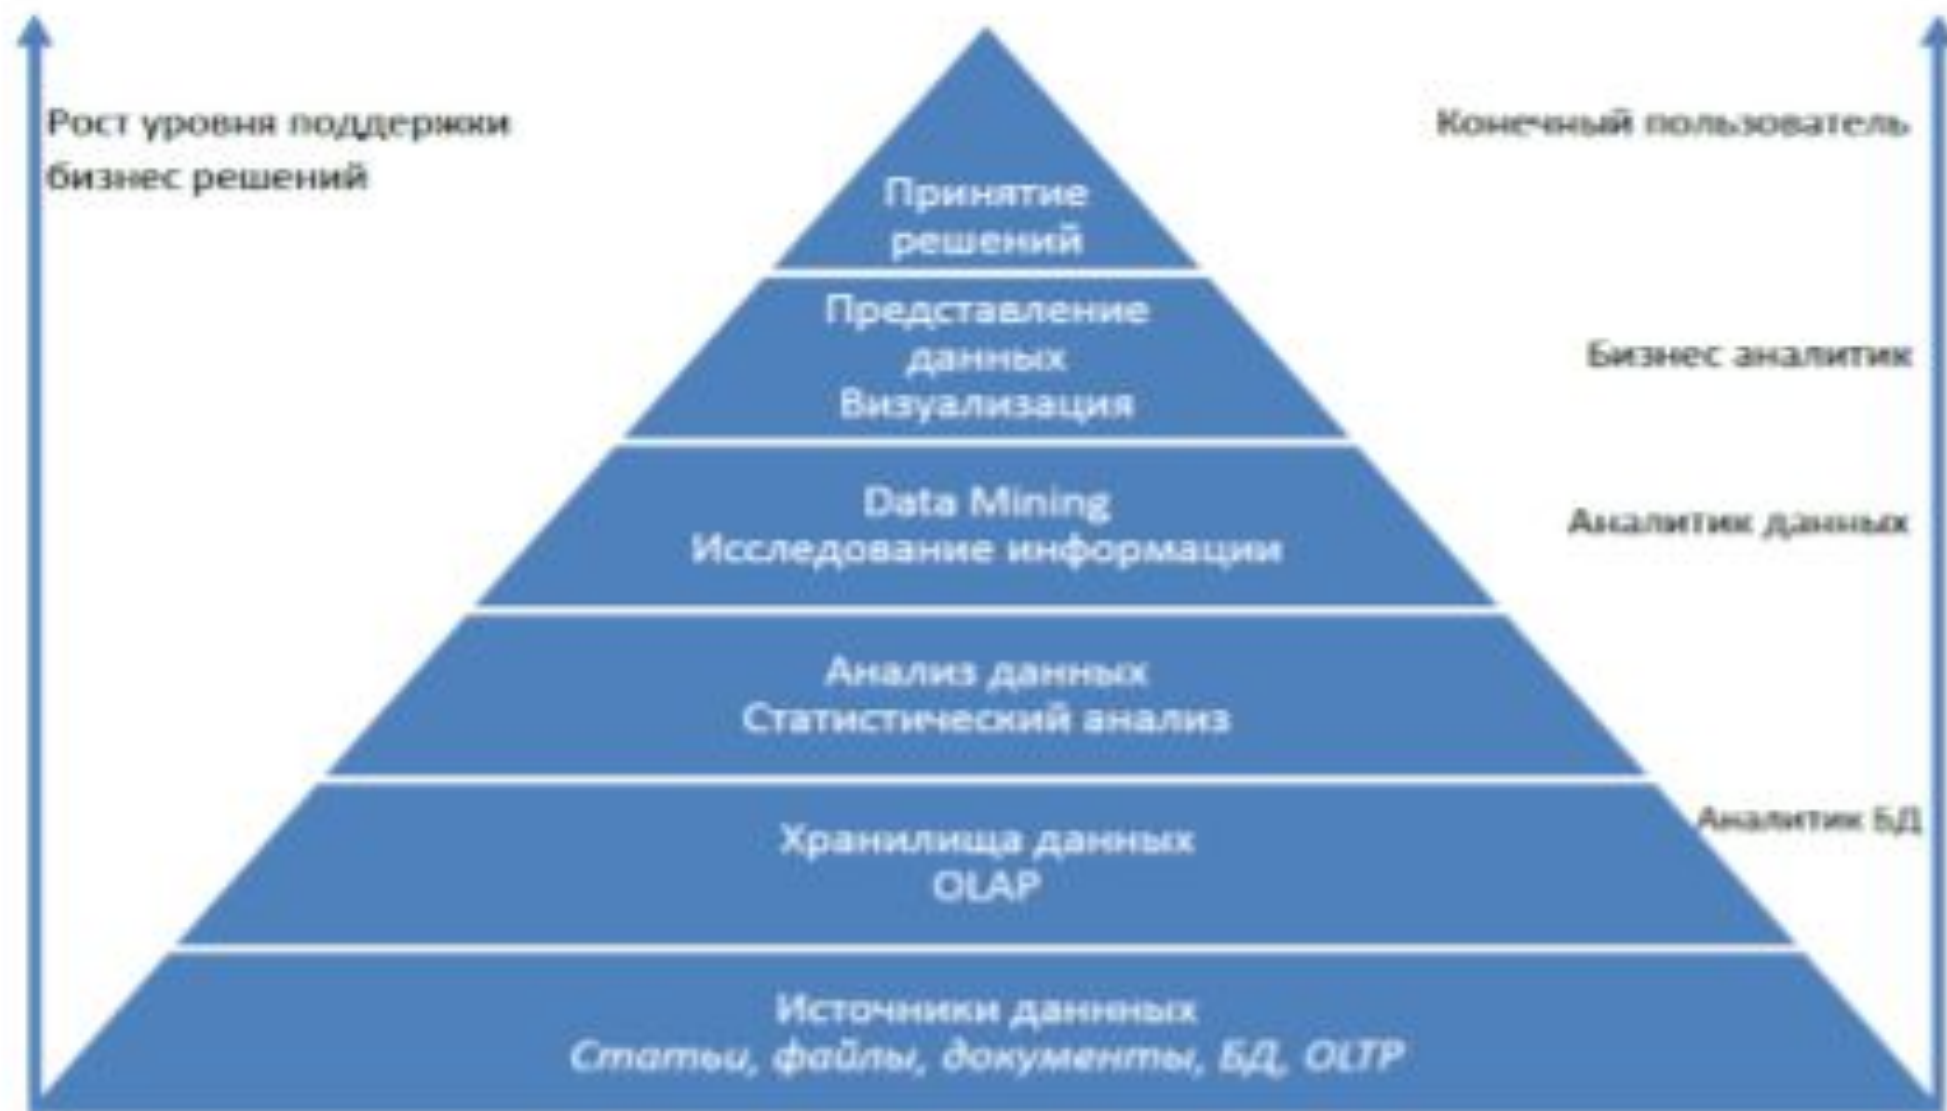 Рост уровня поддержки
бизнес решений
Конечный пользователь
Принятие
решений
Представление
данных
Визуализация
Бизнес аналитик
Data Mining
Исследование информации
Аналитик данных
Анализ данных
Статистический анализ
Хранилища данных
OLAP
Аналитик БД
Источники даннных
Статьи, файлы, документы, БД, OLTP